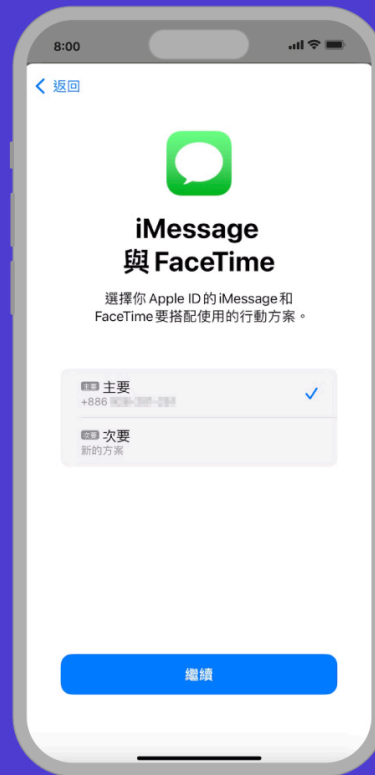 8:00
返回
iMessage
與 FaceTime
選擇你 Apple ID 的 iMessage 和
FaceTime 要搭配使用的行動方案。
主要 主要
+886
次要 次要
新的方案
繼續